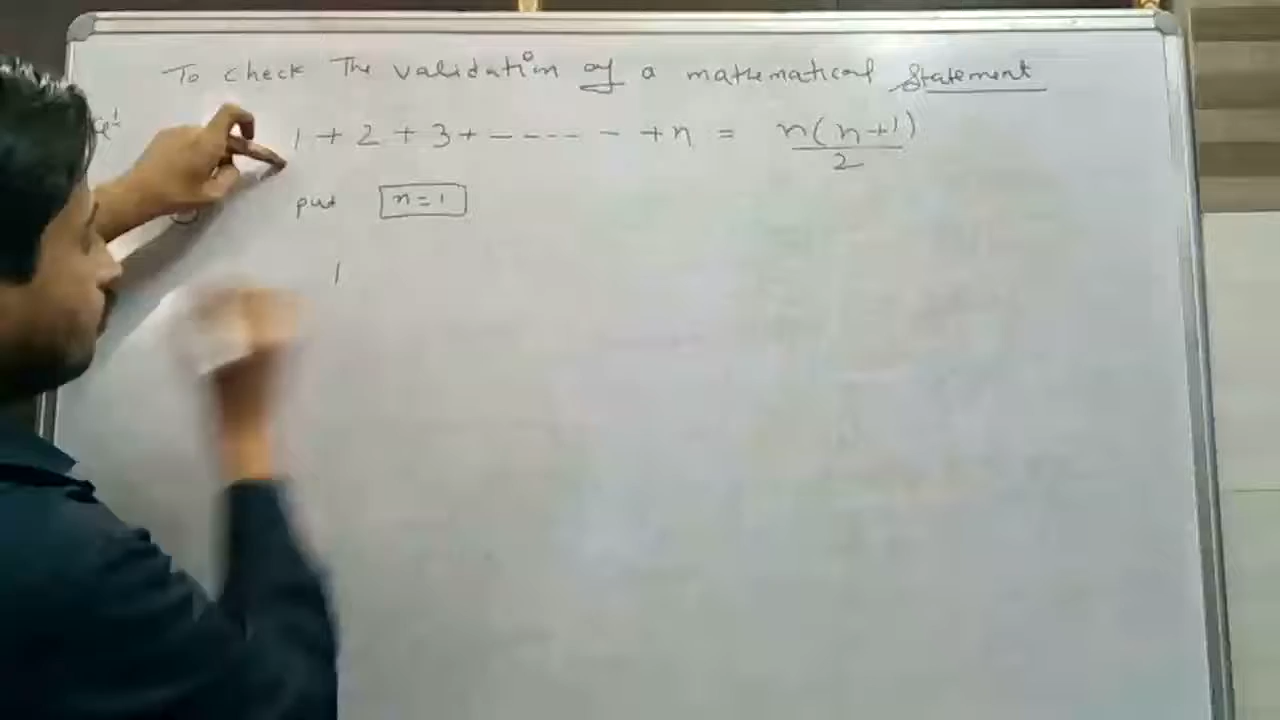 To check The validation of a mathematical Statement
1 + 2 + 3 + ------ + n = n(n+1)/2
put n = 1
1